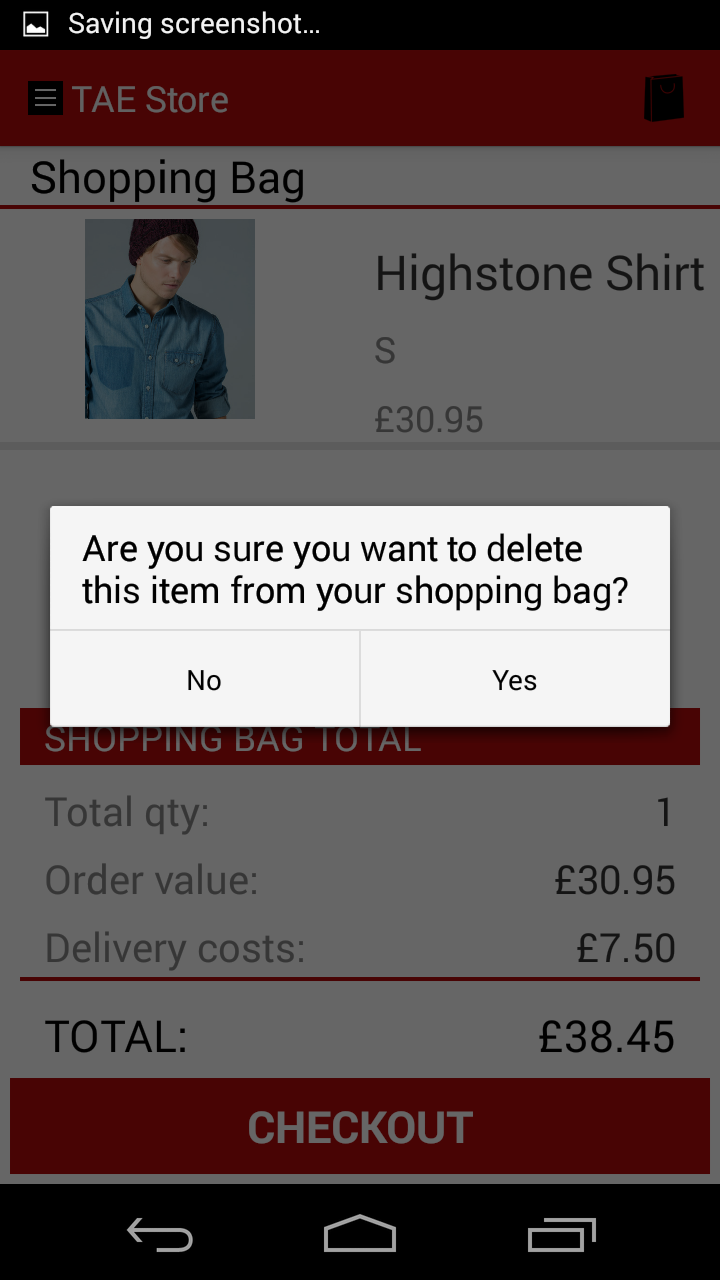 Saving screenshot...
TAE Store
Shopping Bag
Highstone Shirt
S
£30.95
Are you sure you want to delete
this item from your shopping bag?
No
Yes
SHOPPING BAG TOTAL
Total qty: 1
Order value: £30.95
Delivery costs: £7.50
TOTAL: £38.45
CHECKOUT